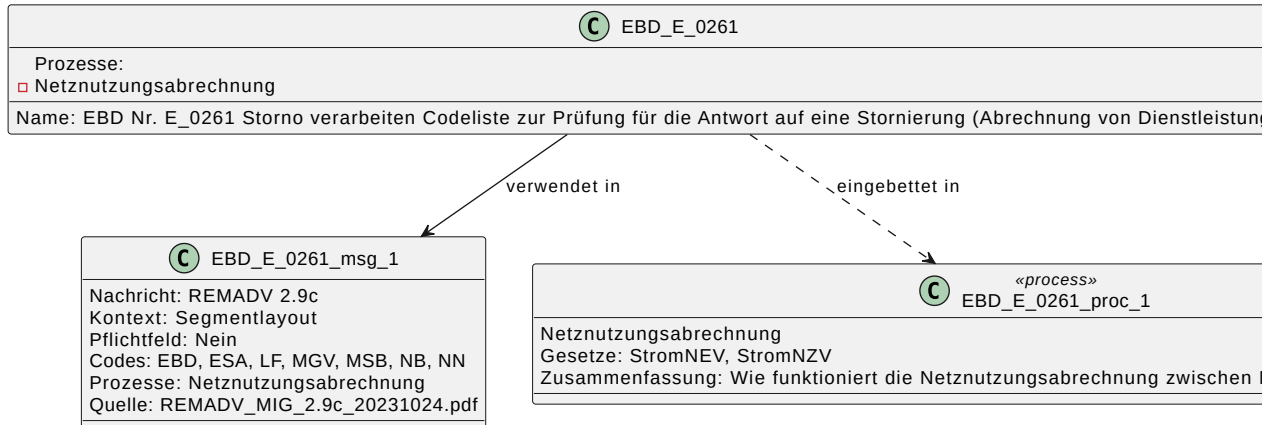 C EBD_E_0261
Prozesse:
Netznutzungsabrechnung
Name: EBD Nr. E_0261 Storno verarbeiten Codeliste zur Prüfung für die Antwort auf eine Stornierung (Abrechnung von Dienstleistung
verwendet in
eingebettet in
C EBD_E_0261_msg_1
Nachricht: REMADV 2.9c
Kontext: Segmentlayout
Pflichtfeld: Nein
Codes: EBD, ESA, LF, MGV, MSB, NB, NN
Prozesse: Netznutzungsabrechnung
Quelle: REMADV_MIG_2.9c_20231024.pdf
C «process»
EBD_E_0261_proc_1
Netznutzungsabrechnung
Gesetze: StromNEV, StromNZV
Zusammenfassung: Wie funktioniert die Netznutzungsabrechnung zwischen